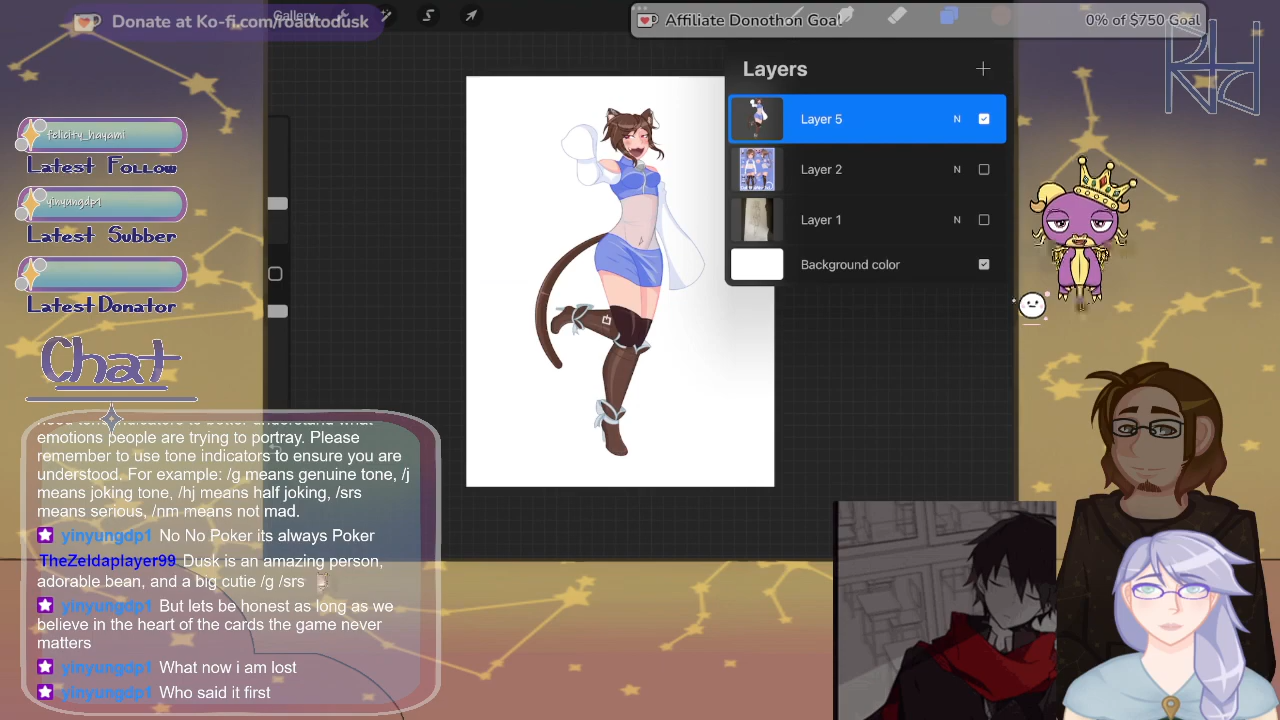 Donate at Ko-fi.com/roadtodusk
Gallery
Affiliate Donothon Goal
0% of $750 Goal
Layers
Layer 5
N
Layer 2
N
Layer 1
N
Background color
felicity_hayami
Latest Follow
yinyungdp1
Latest Subber
Latest Donator
Chat
emotions people are trying to portray. Please
remember to use tone indicators to ensure you are
understood. For example: /g means genuine tone, /j
means joking tone, /hj means half joking, /srs
means serious, /nm means not mad.
yinyungdp1 No No Poker its always Poker
TheZeldaplayer99 Dusk is an amazing person,
adorable bean, and a big cutie /g /srs
yinyungdp1 But lets be honest as long as we
believe in the heart of the cards the game never
matters
yinyungdp1 What now i am lost
yinyungdp1 Who said it first